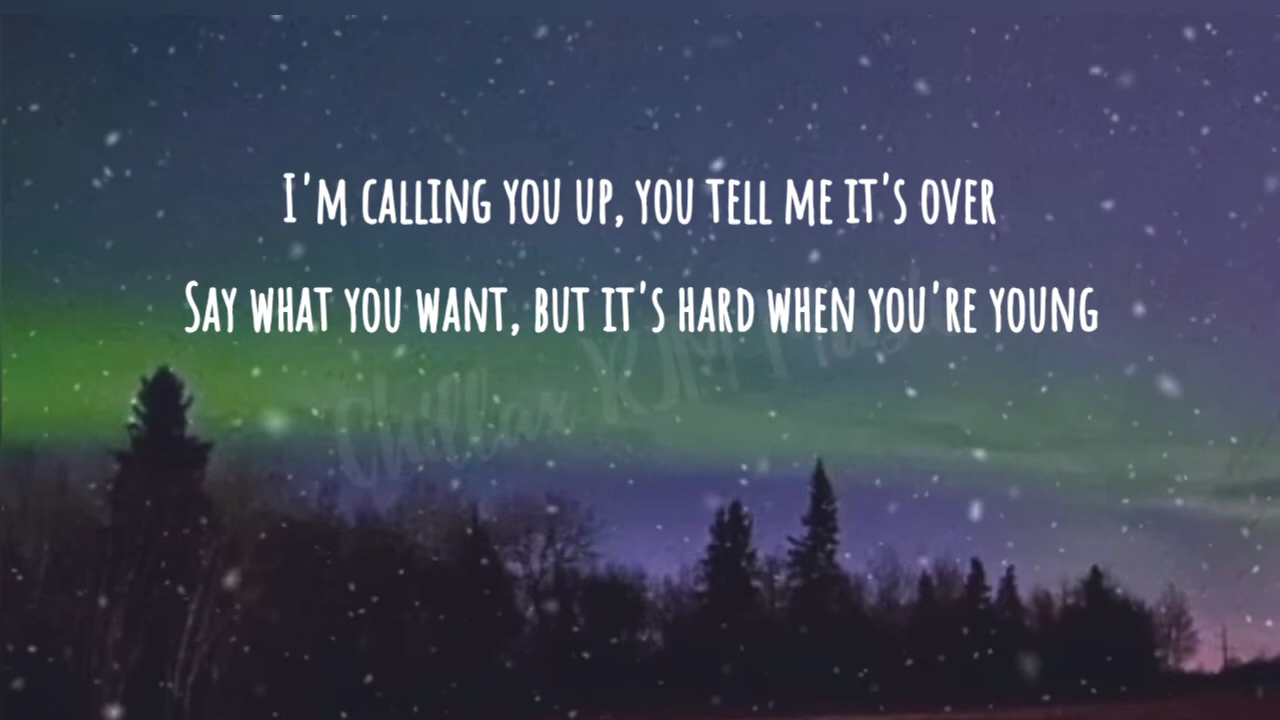 I'm calling you up, you tell me it's over
Say what you want, but it's hard when you're young
Chillax